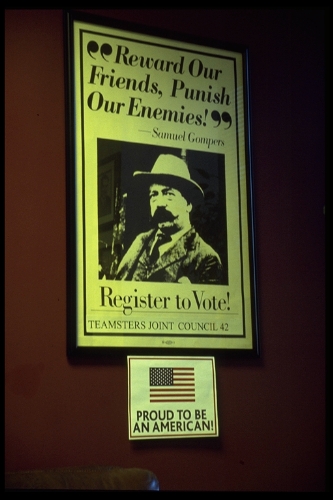 “Reward Our
Friends, Punish
Our Enemies!”
—Samuel Gompers
Register to Vote!
TEAMSTERS JOINT COUNCIL 42
PROUD TO BE
AN AMERICAN!